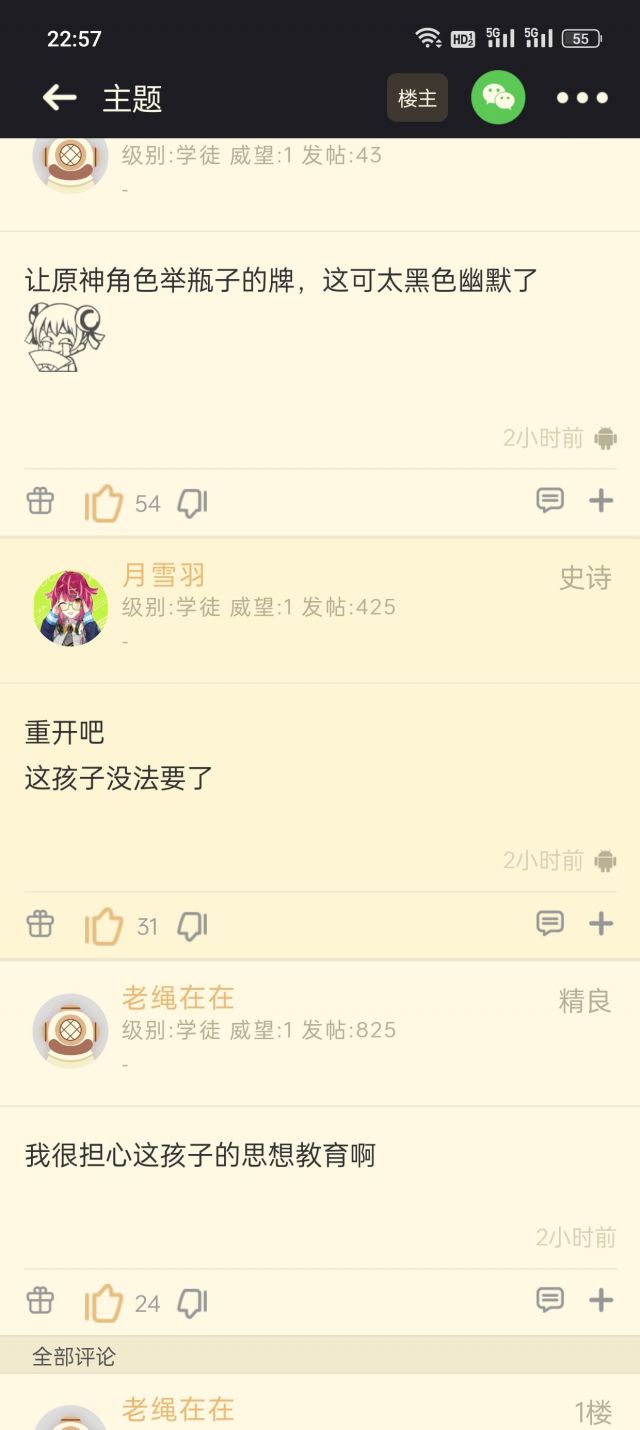 22:57
HD2
5G
5G
55
主题
楼主
级别:学徒 威望:1 发帖:43
-
让原神角色举瓶子的牌，这可太黑色幽默了
2小时前
54
月雪羽
史诗
级别:学徒 威望:1 发帖:425
-
重开吧
这孩子没法要了
2小时前
31
老绳在在
精良
级别:学徒 威望:1 发帖:825
-
我很担心这孩子的思想教育啊
2小时前
24
全部评论
老绳在在
1楼